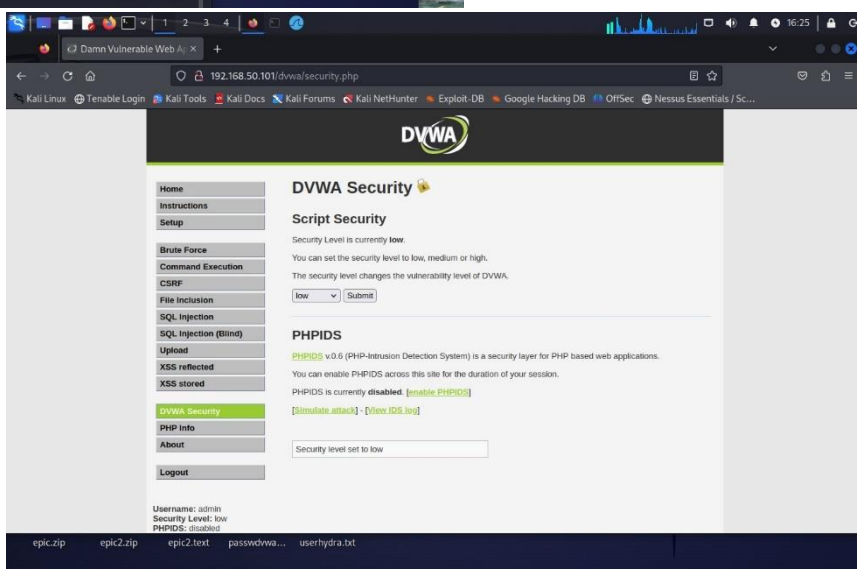 1 2 3 4
16:25
Damn Vulnerable Web A
192.168.50.101/dvwa/security.php
Kali Linux Tenable Login Kali Tools Kali Docs Kali Forums Kali NetHunter Exploit-DB Google Hacking DB OffSec Nessus Essentials / Sc...
DVWA
Home
Instructions
Setup
Brute Force
Command Execution
CSRF
File Inclusion
SQL Injection
SQL Injection (Blind)
Upload
XSS reflected
XSS stored
DVWA Security
PHP Info
About
Logout
Username: admin
Security Level: low
PHPIDS: disabled
DVWA Security
Script Security
Security Level is currently low.
You can set the security level to low, medium or high.
The security level changes the vulnerability level of DVWA.
low Submit
PHPIDS
PHPIDS v.0.6 (PHP-Intrusion Detection System) is a security layer for PHP based web applications.
You can enable PHPIDS across this site for the duration of your session.
PHPIDS is currently disabled. [enable PHPIDS]
[Simulate attack] - [View IDS log]
Security level set to low
epic.zip epic2.zip epic2.text passwdvwa... userhydra.txt